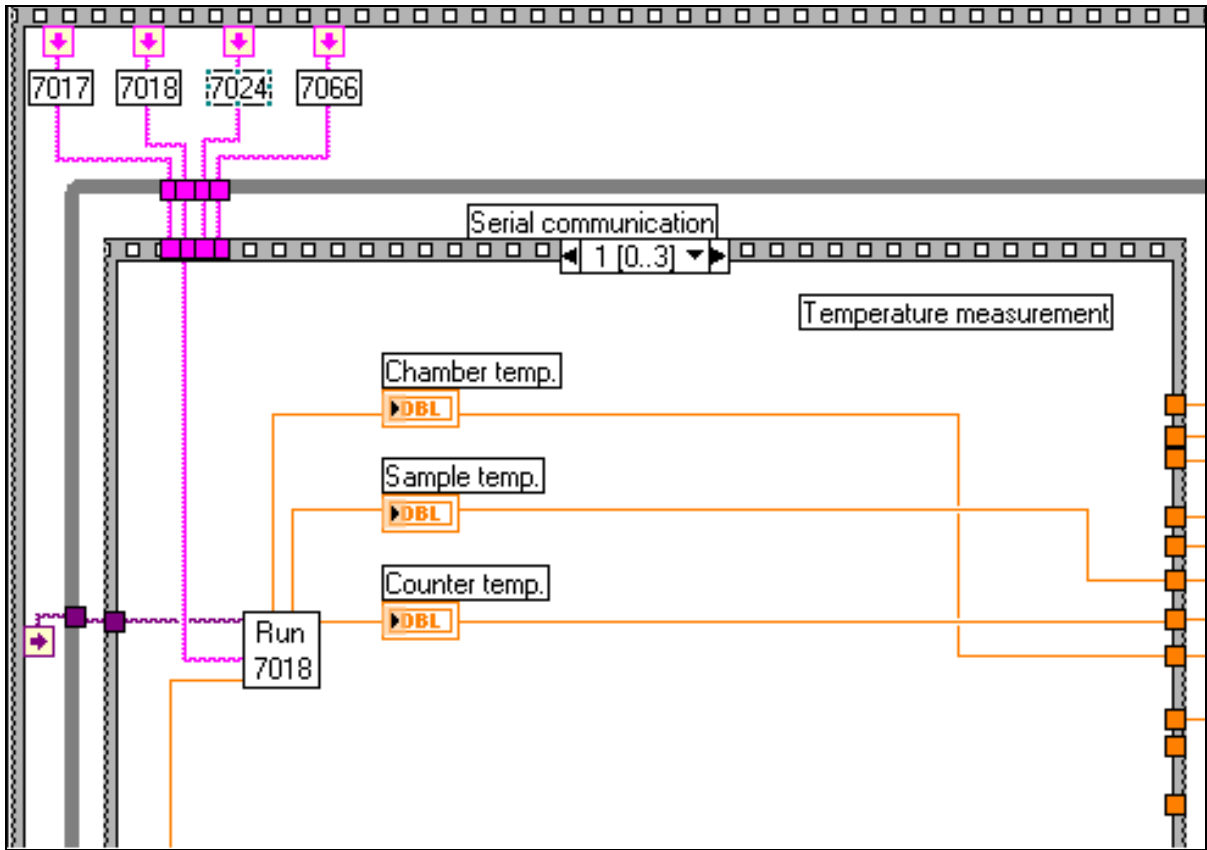 7017 7018 7024 7066
Serial communication
1 [0..3]
Temperature measurement
Chamber temp.
DBL
Sample temp.
DBL
Counter temp.
DBL
Run
7018